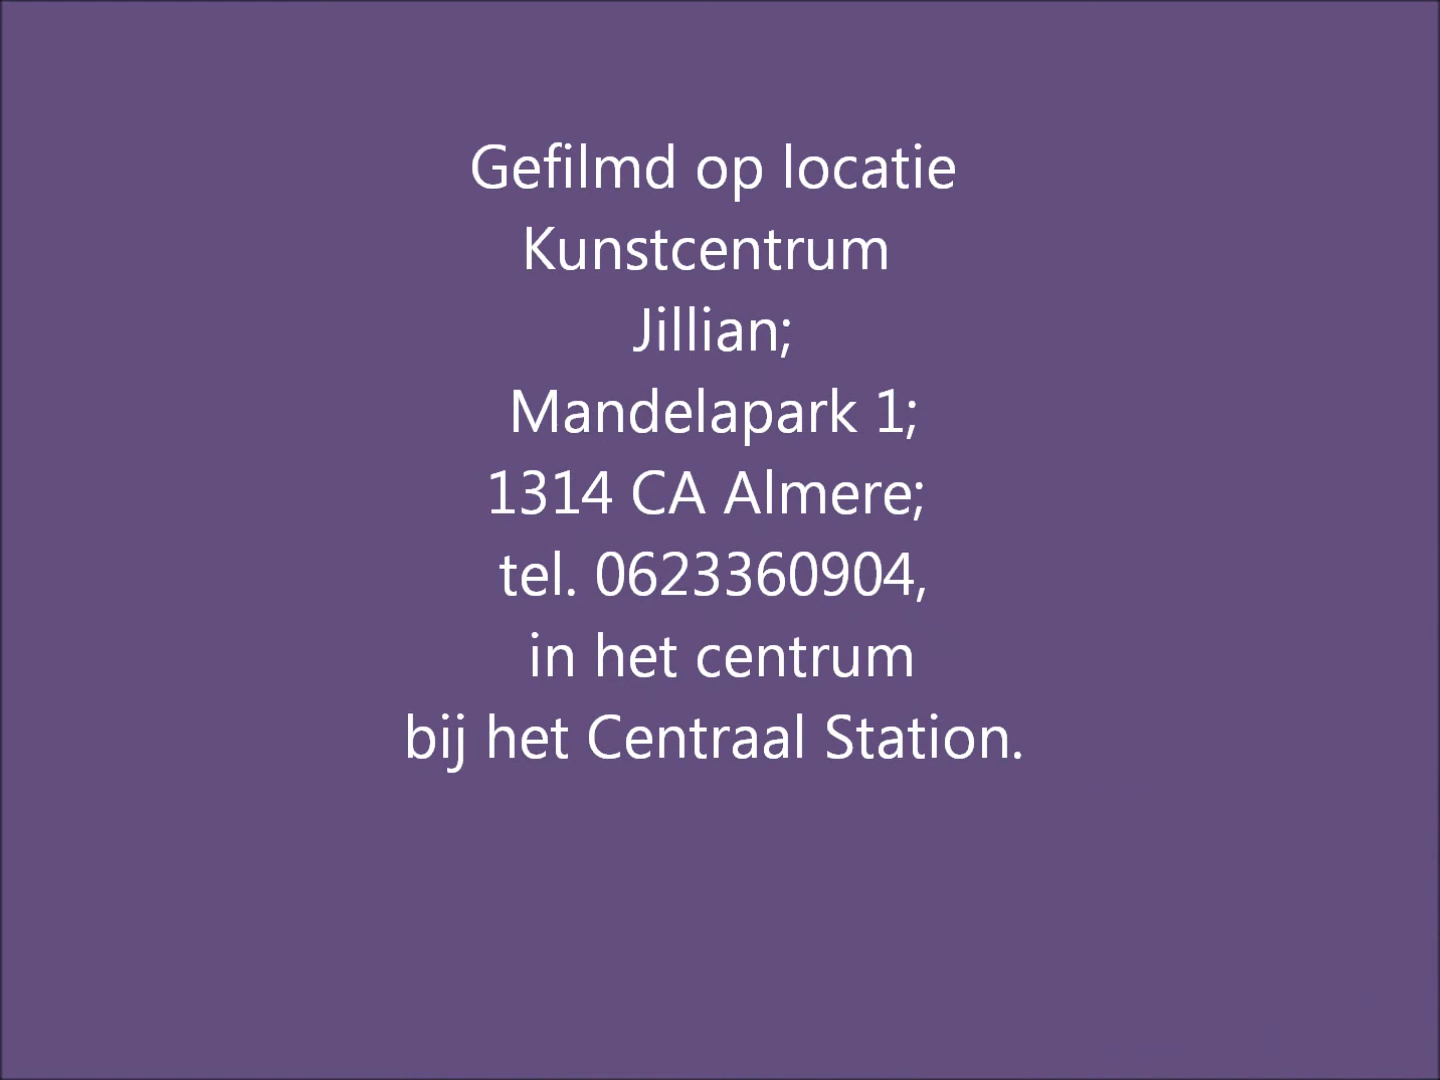 Gefilmd op locatie
Kunstcentrum
Jillian;
Mandelapark 1;
1314 CA Almere;
tel. 0623360904,
in het centrum
bij het Centraal Station.